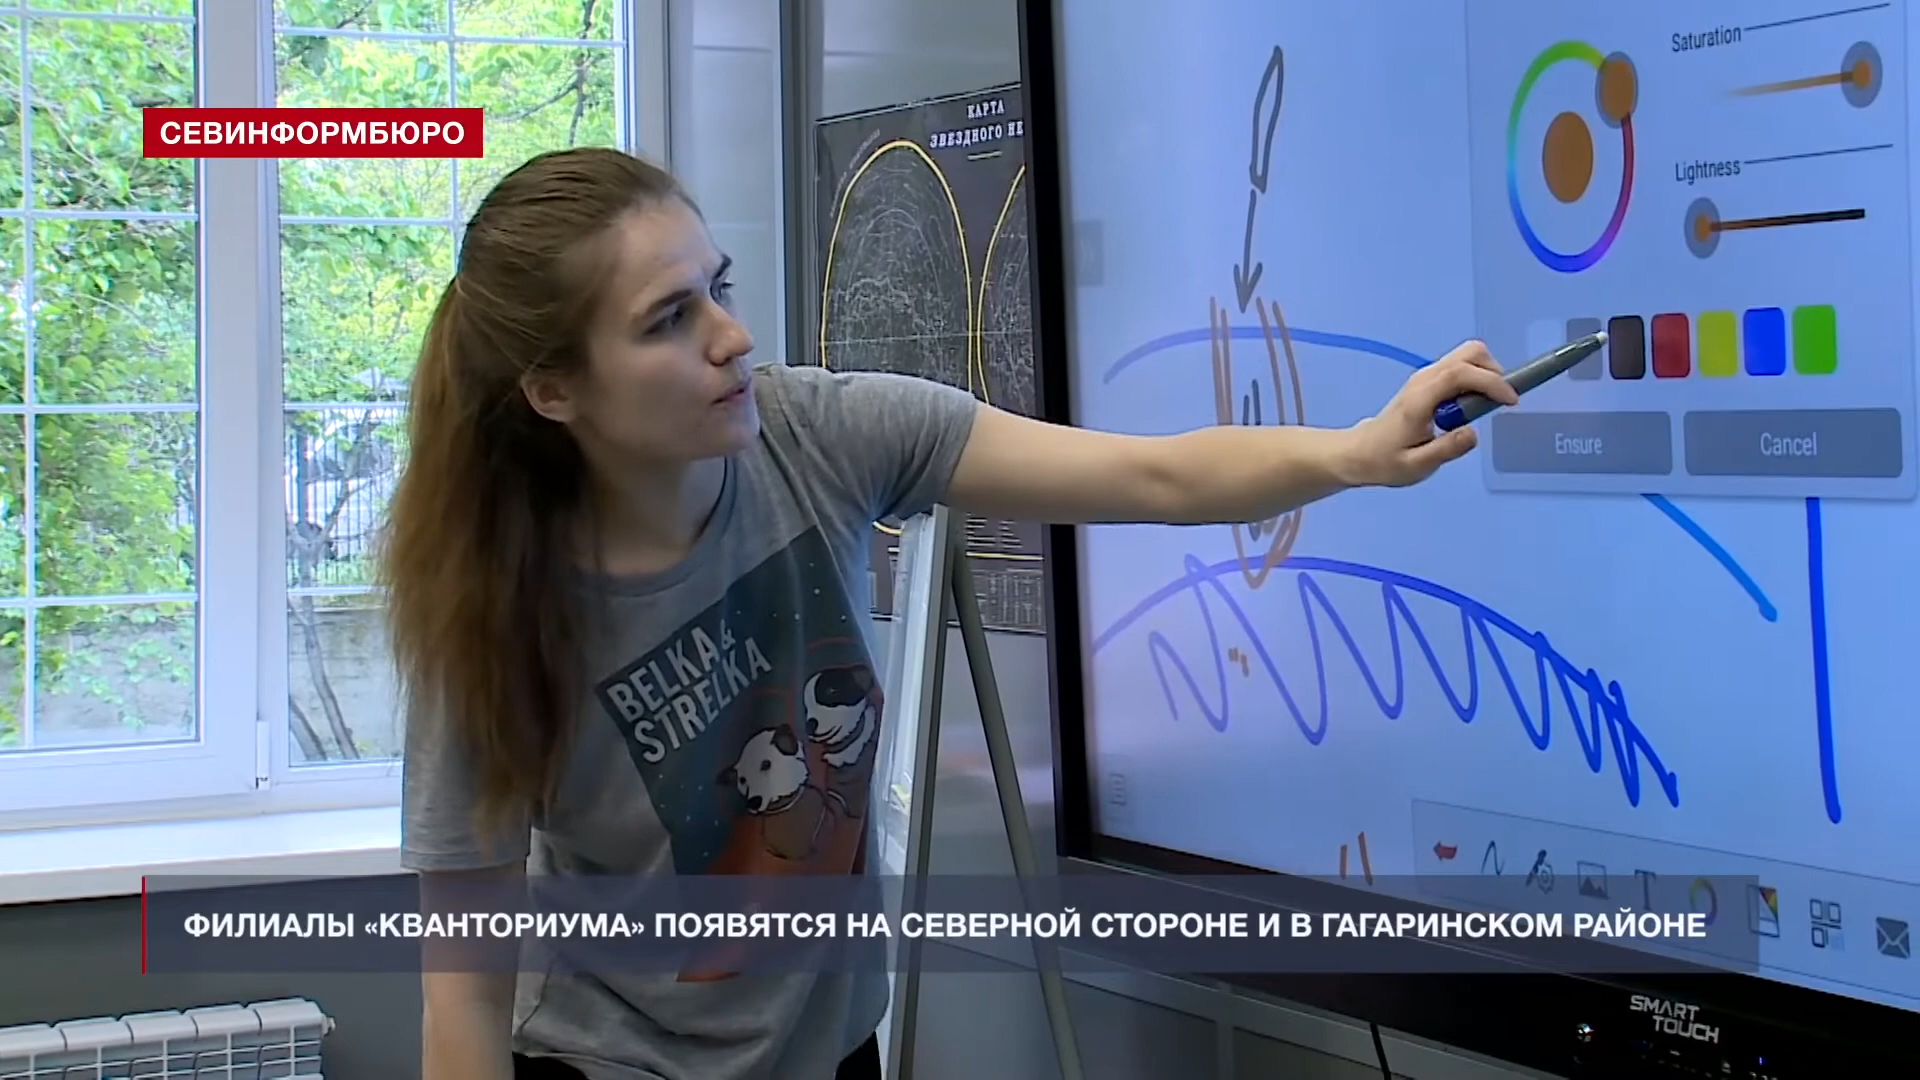 СЕВИНФОРМБЮРО
КАРТА
ЗВЕЗДНОГО НЕ
Saturation
Lightness
Ensure
Cancel
BELKA &
STRELKA
T
ФИЛИАЛЫ «КВАНТОРИУМА» ПОЯВЯТСЯ НА СЕВЕРНОЙ СТОРОНЕ И В ГАГАРИНСКОМ РАЙОНЕ
SMART
TOUCH